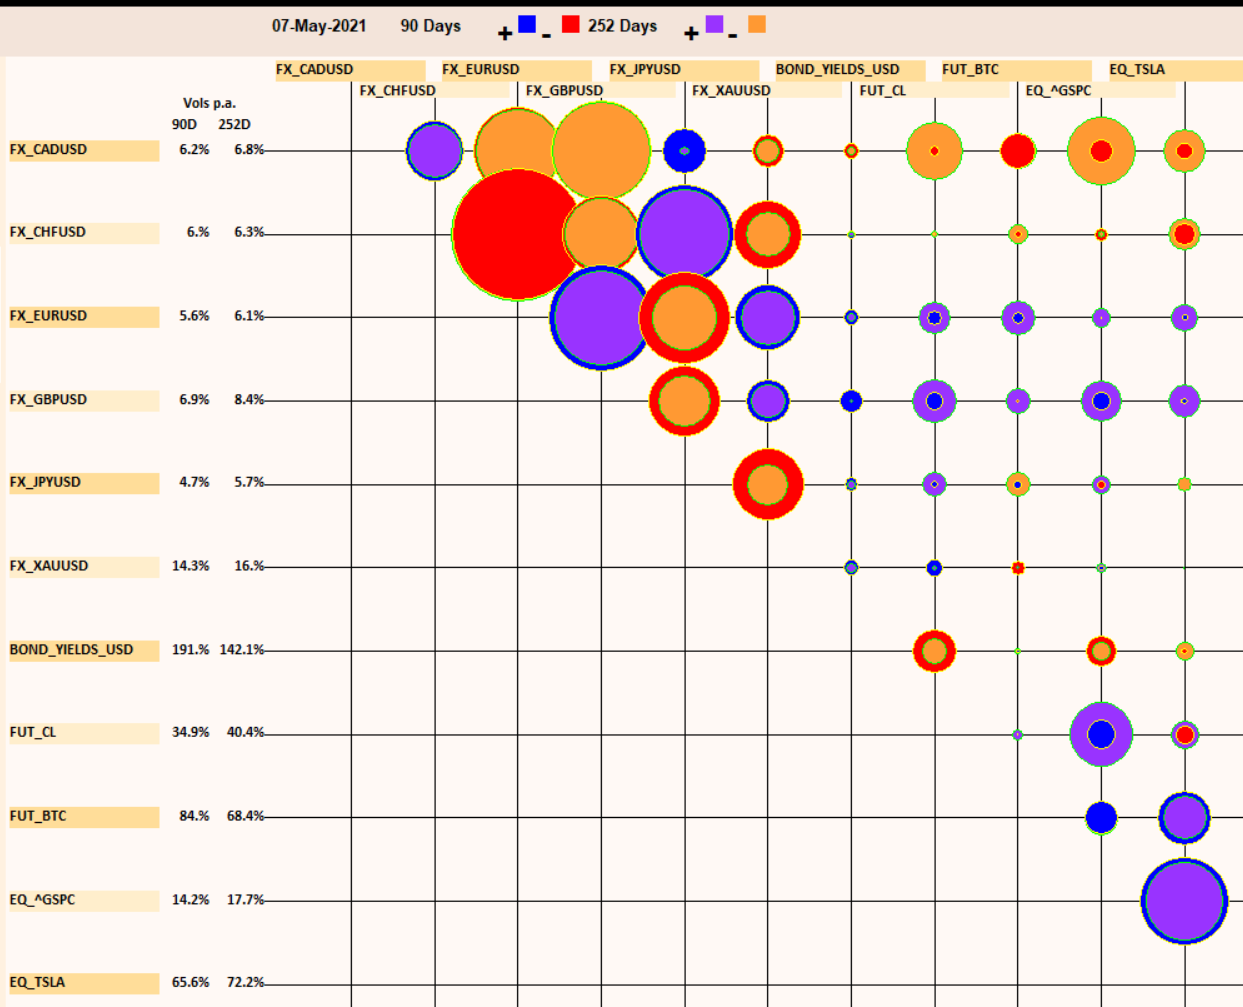 07-May-2021 90 Days + - 252 Days + -
FX_CADUSD FX_EURUSD FX_JPYUSD BOND_YIELDS_USD FUT_BTC EQ_TSLA
FX_CHFUSD FX_GBPUSD FX_XAUUSD FUT_CL EQ_^GSPC
Vols p.a.
90D 252D
FX_CADUSD 6.2% 6.8%
FX_CHFUSD 6.% 6.3%
FX_EURUSD 5.6% 6.1%
FX_GBPUSD 6.9% 8.4%
FX_JPYUSD 4.7% 5.7%
FX_XAUUSD 14.3% 16.%
BOND_YIELDS_USD 191.% 142.1%
FUT_CL 34.9% 40.4%
FUT_BTC 84.% 68.4%
EQ_^GSPC 14.2% 17.7%
EQ_TSLA 65.6% 72.2%